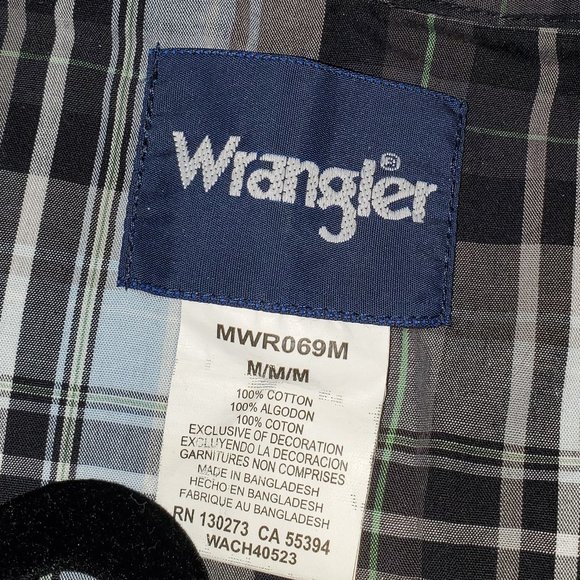 Wrangler®
MWR069M
M/M/M
100% COTTON
100% ALGODON
100% COTON
EXCLUSIVE OF DECORATION
EXCLUYENDO LA DECORACION
GARNITURES NON COMPRISES
MADE IN BANGLADESH
HECHO EN BANGLADESH
FABRIQUE AU BANGLADESH
RN 130273 CA 55394
WACH40523